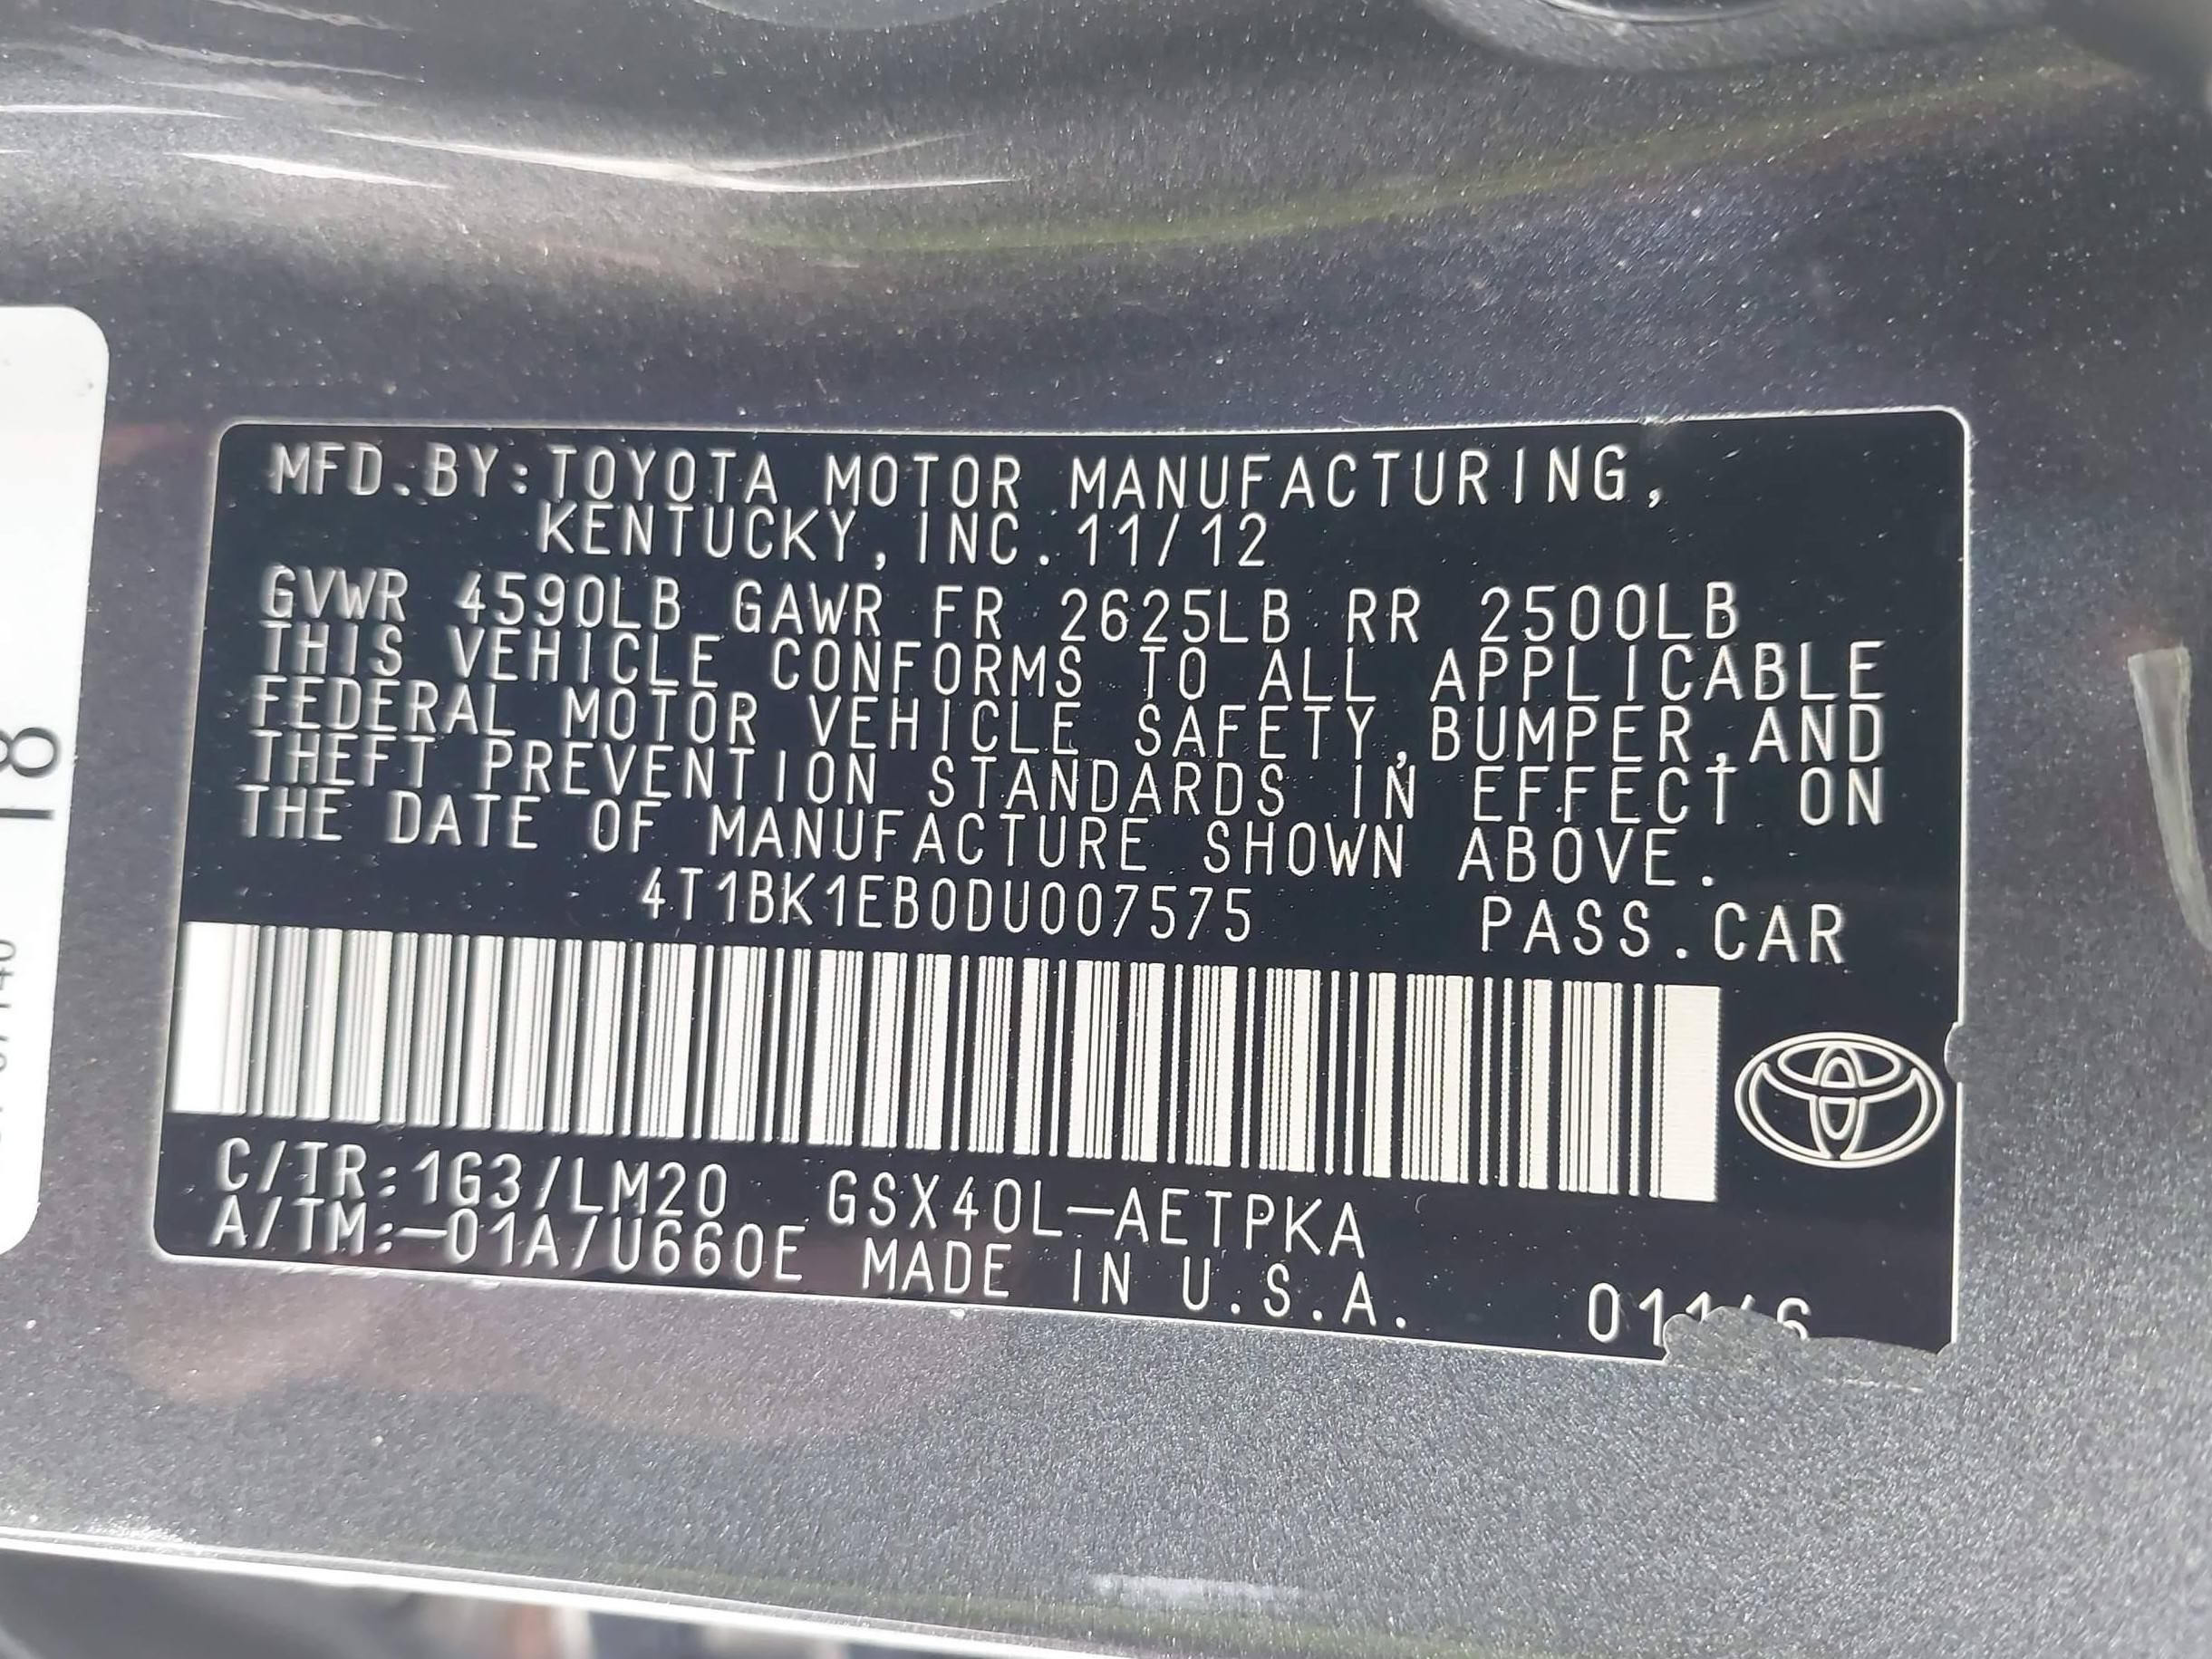 MFD.BY:TOYOTA MOTOR MANUFACTURING,
KENTUCKY,INC.11/12
GVWR 4590LB GAWR FR 2625LB RR 2500LB
THIS VEHICLE CONFORMS TO ALL APPLICABLE
FEDERAL MOTOR VEHICLE SAFETY,BUMPER,AND
THEFT PREVENTION STANDARDS IN EFFECT ON
THE DATE OF MANUFACTURE SHOWN ABOVE.
4T1BK1EB0DU007575 PASS.CAR
C/TR:1G3/LM20 GSX40L-AETPKA
A/TM:-01A/U660E MADE IN U.S.A.
18